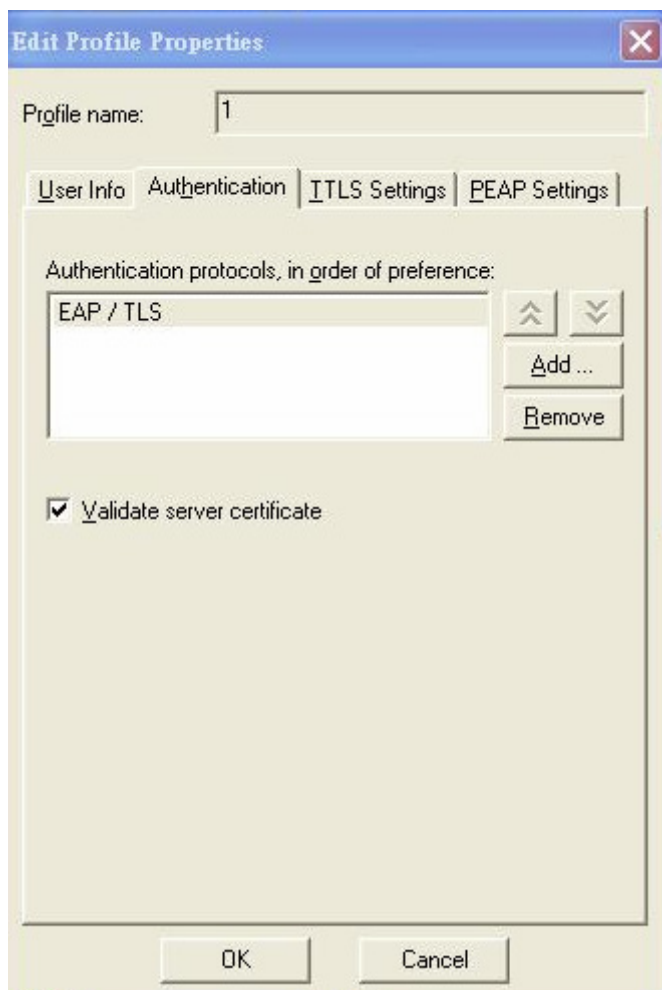 Edit Profile Properties
Profile name: 1
User Info Authentication TTLS Settings PEAP Settings
Authentication protocols, in order of preference:
EAP / TLS
Add ...
Remove
Validate server certificate
OK Cancel